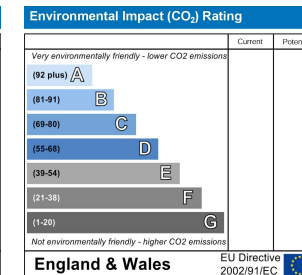 Environmental Impact (CO₂) Rating
Current Poten
Very environmentally friendly - lower CO2 emissions
(92 plus) A
(81-91) B
(69-80) C
(55-68) D
(39-54) E
(21-38) F
(1-20) G
Not environmentally friendly - higher CO2 emissions
England & Wales
EU Directive
2002/91/EC